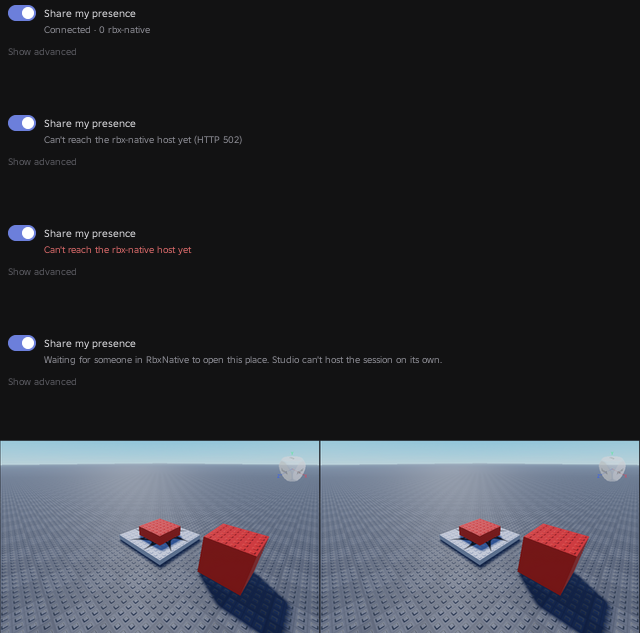 Share my presence
Connected · 0 rbx-native
Show advanced
Share my presence
Can't reach the rbx-native host yet (HTTP 502)
Show advanced
Share my presence
Can't reach the rbx-native host yet
Show advanced
Share my presence
Waiting for someone in RbxNative to open this place. Studio can't host the session on its own.
Show advanced